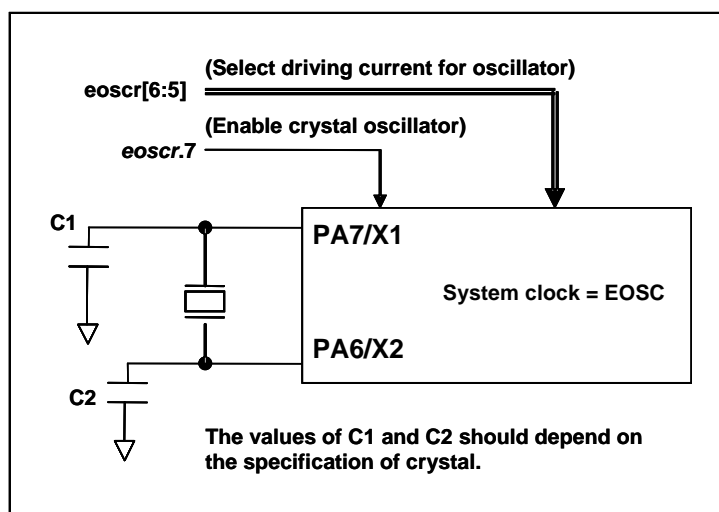 (Select driving current for oscillator)
eoscr[6:5]
(Enable crystal oscillator)
eoscr.7
C1
PA7/X1
System clock = EOSC
PA6/X2
C2
The values of C1 and C2 should depend on
the specification of crystal.